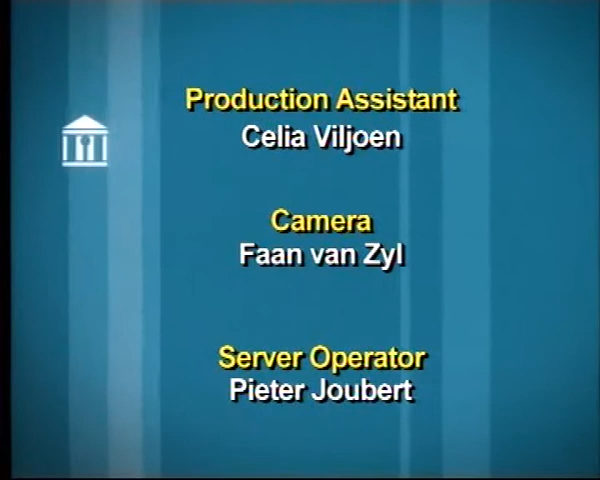 Production Assistant
Celia Viljoen
Camera
Faan van Zyl
Server Operator
Pieter Joubert